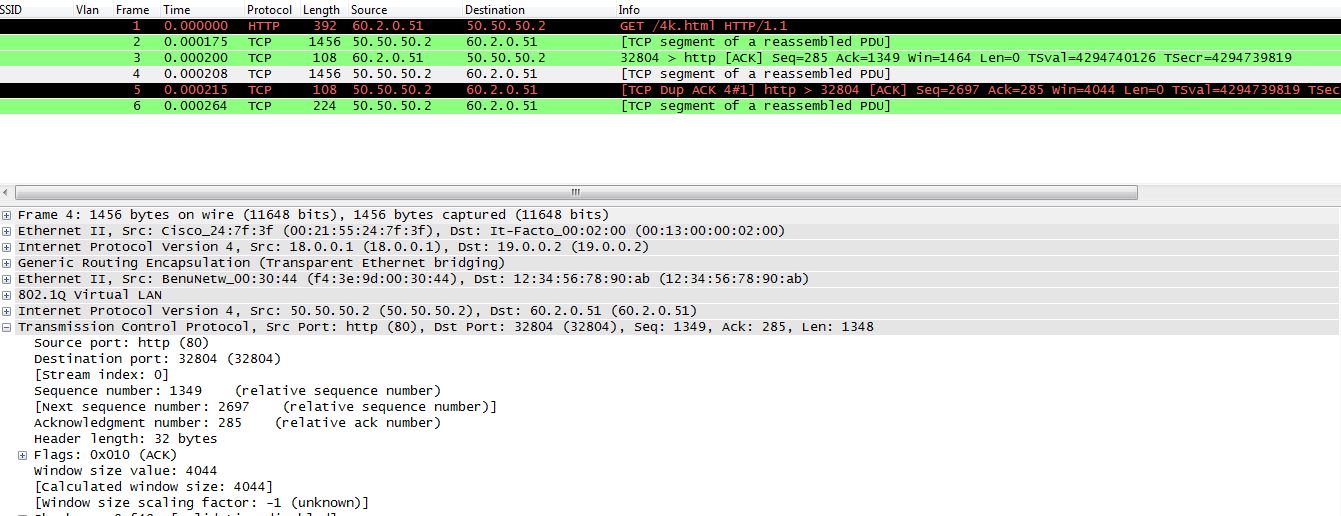 SSID Vlan Frame Time Protocol Length Source Destination Info
1 0.000000 HTTP 392 60.2.0.51 50.50.50.2 GET /4k.html HTTP/1.1
2 0.000175 TCP 1456 50.50.50.2 60.2.0.51 [TCP segment of a reassembled PDU]
3 0.000200 TCP 108 60.2.0.51 50.50.50.2 32804 > http [ACK] Seq=285 Ack=1349 Win=1464 Len=0 TSval=4294740126 TSecr=4294739819
4 0.000208 TCP 1456 50.50.50.2 60.2.0.51 [TCP segment of a reassembled PDU]
5 0.000215 TCP 108 50.50.50.2 60.2.0.51 [TCP Dup ACK 4#1] http > 32804 [ACK] Seq=2697 Ack=285 Win=4044 Len=0 TSval=4294739819 TSec
6 0.000264 TCP 224 50.50.50.2 60.2.0.51 [TCP segment of a reassembled PDU]
Frame 4: 1456 bytes on wire (11648 bits), 1456 bytes captured (11648 bits)
Ethernet II, Src: Cisco_24:7f:3f (00:21:55:24:7f:3f), Dst: It-Facto_00:02:00 (00:13:00:00:02:00)
Internet Protocol Version 4, Src: 18.0.0.1 (18.0.0.1), Dst: 19.0.0.2 (19.0.0.2)
Generic Routing Encapsulation (Transparent Ethernet bridging)
Ethernet II, Src: BenuNetw_00:30:44 (f4:3e:9d:00:30:44), Dst: 12:34:56:78:90:ab (12:34:56:78:90:ab)
802.1Q Virtual LAN
Internet Protocol Version 4, Src: 50.50.50.2 (50.50.50.2), Dst: 60.2.0.51 (60.2.0.51)
Transmission Control Protocol, Src Port: http (80), Dst Port: 32804 (32804), Seq: 1349, Ack: 285, Len: 1348
Source port: http (80)
Destination port: 32804 (32804)
[Stream index: 0]
Sequence number: 1349 (relative sequence number)
[Next sequence number: 2697 (relative sequence number)]
Acknowledgment number: 285 (relative ack number)
Header length: 32 bytes
Flags: 0x010 (ACK)
Window size value: 4044
[Calculated window size: 4044]
[Window size scaling factor: -1 (unknown)]